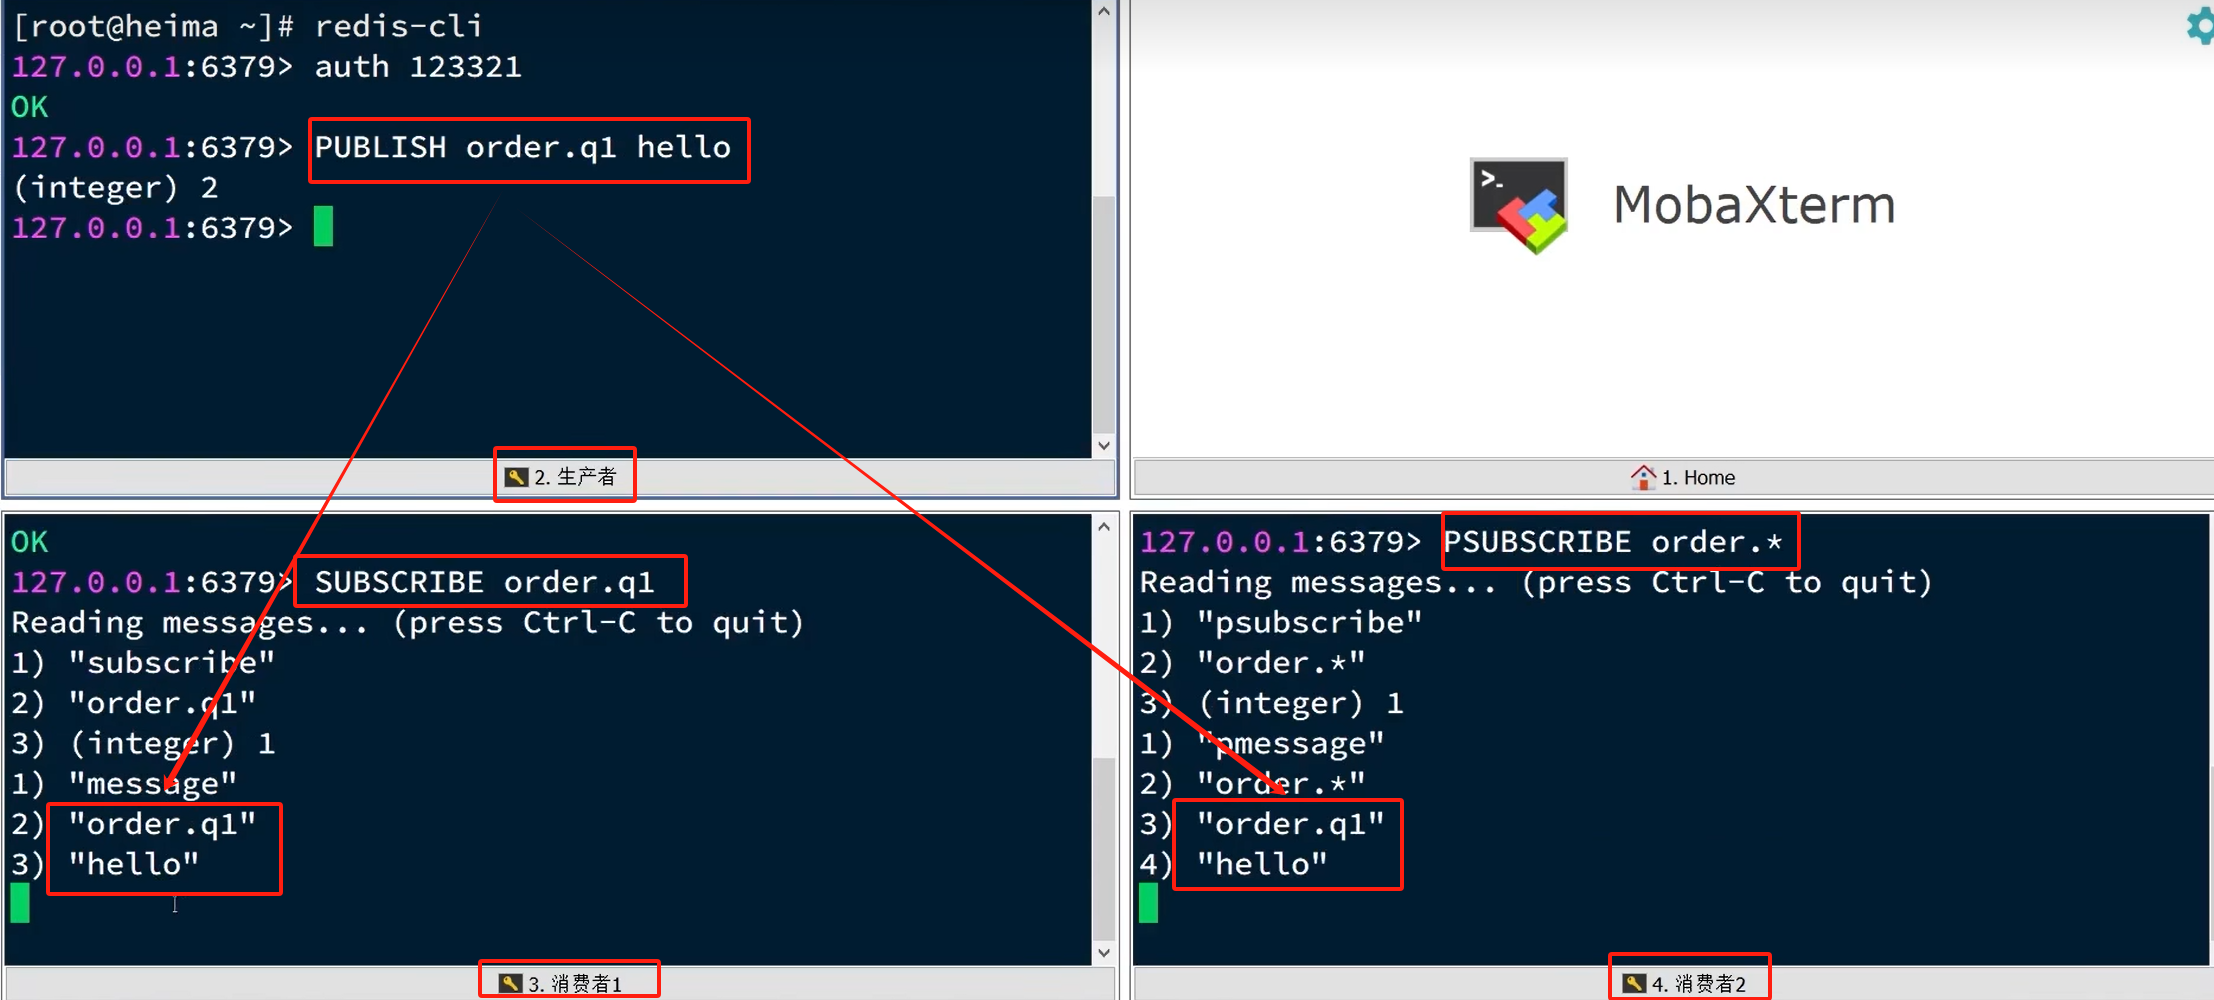 [root@heima ~]# redis-cli
127.0.0.1:6379> auth 123321
OK
127.0.0.1:6379> PUBLISH order.q1 hello
(integer) 2
127.0.0.1:6379>
2. 生产者
MobaXterm
1. Home
OK
127.0.0.1:6379> SUBSCRIBE order.q1
Reading messages... (press Ctrl-C to quit)
1) "subscribe"
2) "order.q1"
3) (integer) 1
1) "message"
2) "order.q1"
3) "hello"
3. 消费者1
127.0.0.1:6379> PSUBSCRIBE order.*
Reading messages... (press Ctrl-C to quit)
1) "psubscribe"
2) "order.*"
3) (integer) 1
1) "pmessage"
2) "order.*"
3) "order.q1"
4) "hello"
4. 消费者2